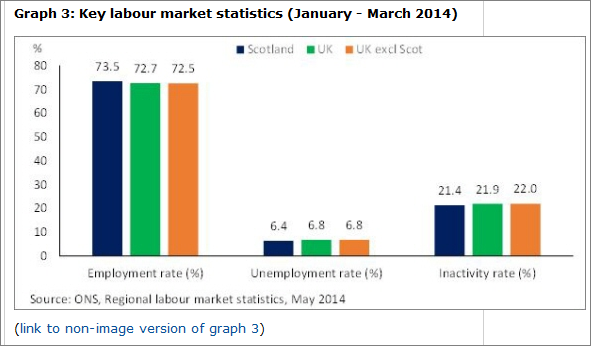 Graph 3: Key labour market statistics (January - March 2014)
%
Scotland UK UK excl Scot
80
70
60
50
40
30
20
10
0
73.5 72.7 72.5
6.4 6.8 6.8
21.4 21.9 22.0
Employment rate (%) Unemployment rate (%) Inactivity rate (%)
Source: ONS, Regional labour market statistics, May 2014
(link to non-image version of graph 3)